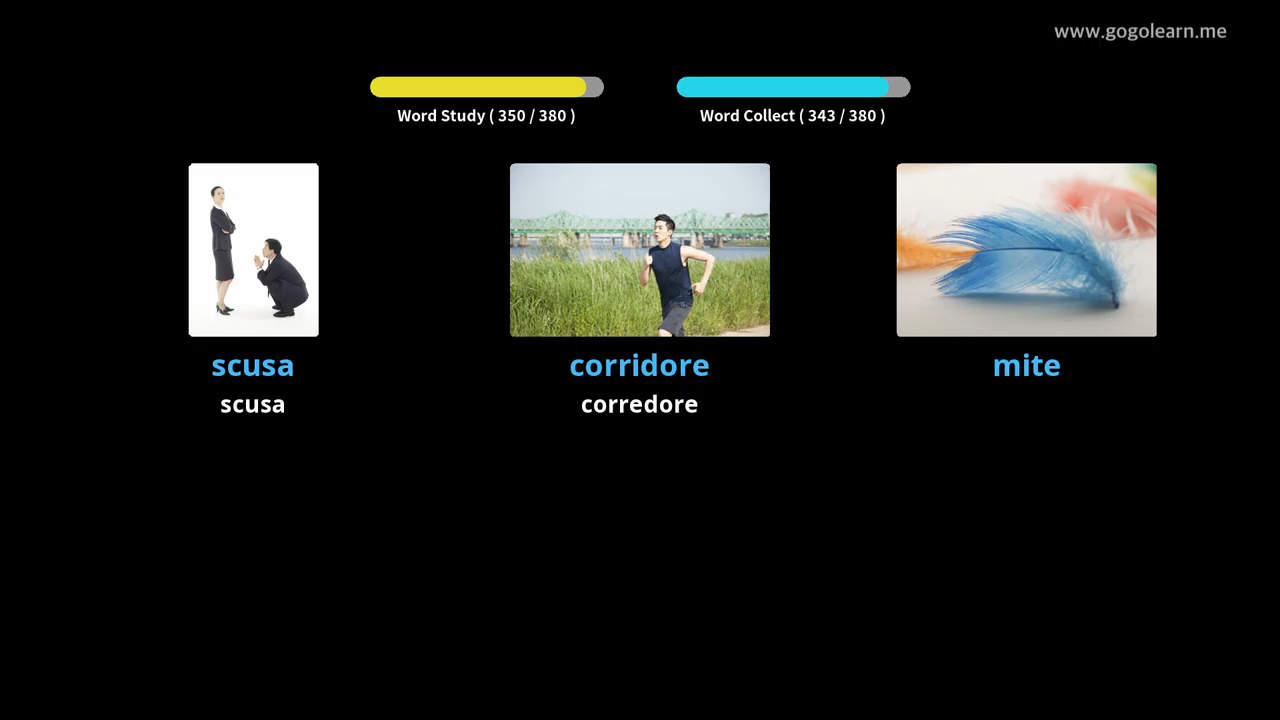 www.gogolearn.me
Word Study ( 350 / 380 )
Word Collect ( 343 / 380 )
scusa
corridore
mite
scusa
corredore